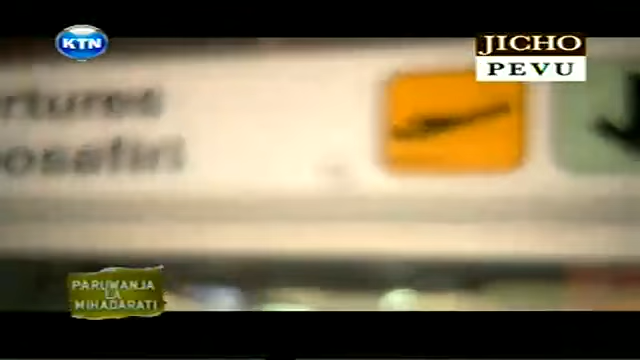 KTN
JICHO
PEVU
rtures
osafiri
PARUWANJA
LA
MIHADARATI